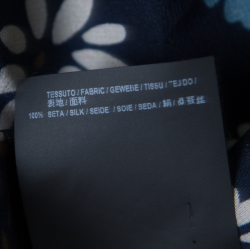 TESSUTO / FABRIC / GEWEBE / TISSU / TEJIDO /
表地 / 面料
100% SETA / SILK / SEIDE / SOIE / SEDA / 絹 / 桑蚕丝